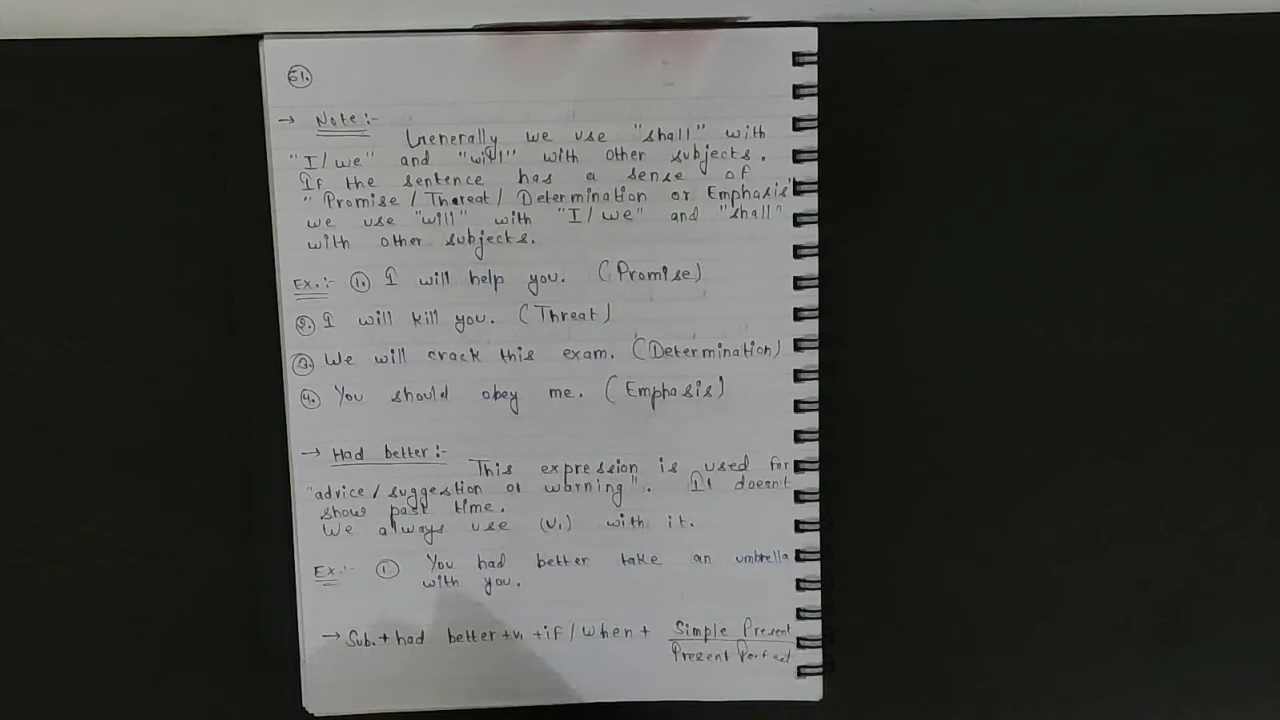 51.
→ Note :-
Generally we use "shall" with
"I/we" and "will" with other subjects.
If the sentence has a sense of
"Promise / Threat / Determination or Emphasis"
we use "will" with "I/we" and "shall"
with other subjects.
Ex.:- 1. I will help you. (Promise)
2. I will kill you. (Threat)
3. We will crack this exam. (Determination)
4. You should obey me. (Emphasis)
→ Had better :-
This expression is used for
"advice / suggestion or warning". It doesn't
show past time.
We always use (V1) with it.
Ex.:- 1 You had better take an umbrella
with you.
→ Sub. + had better + v1 + if / when + Simple Present
Present Perfect